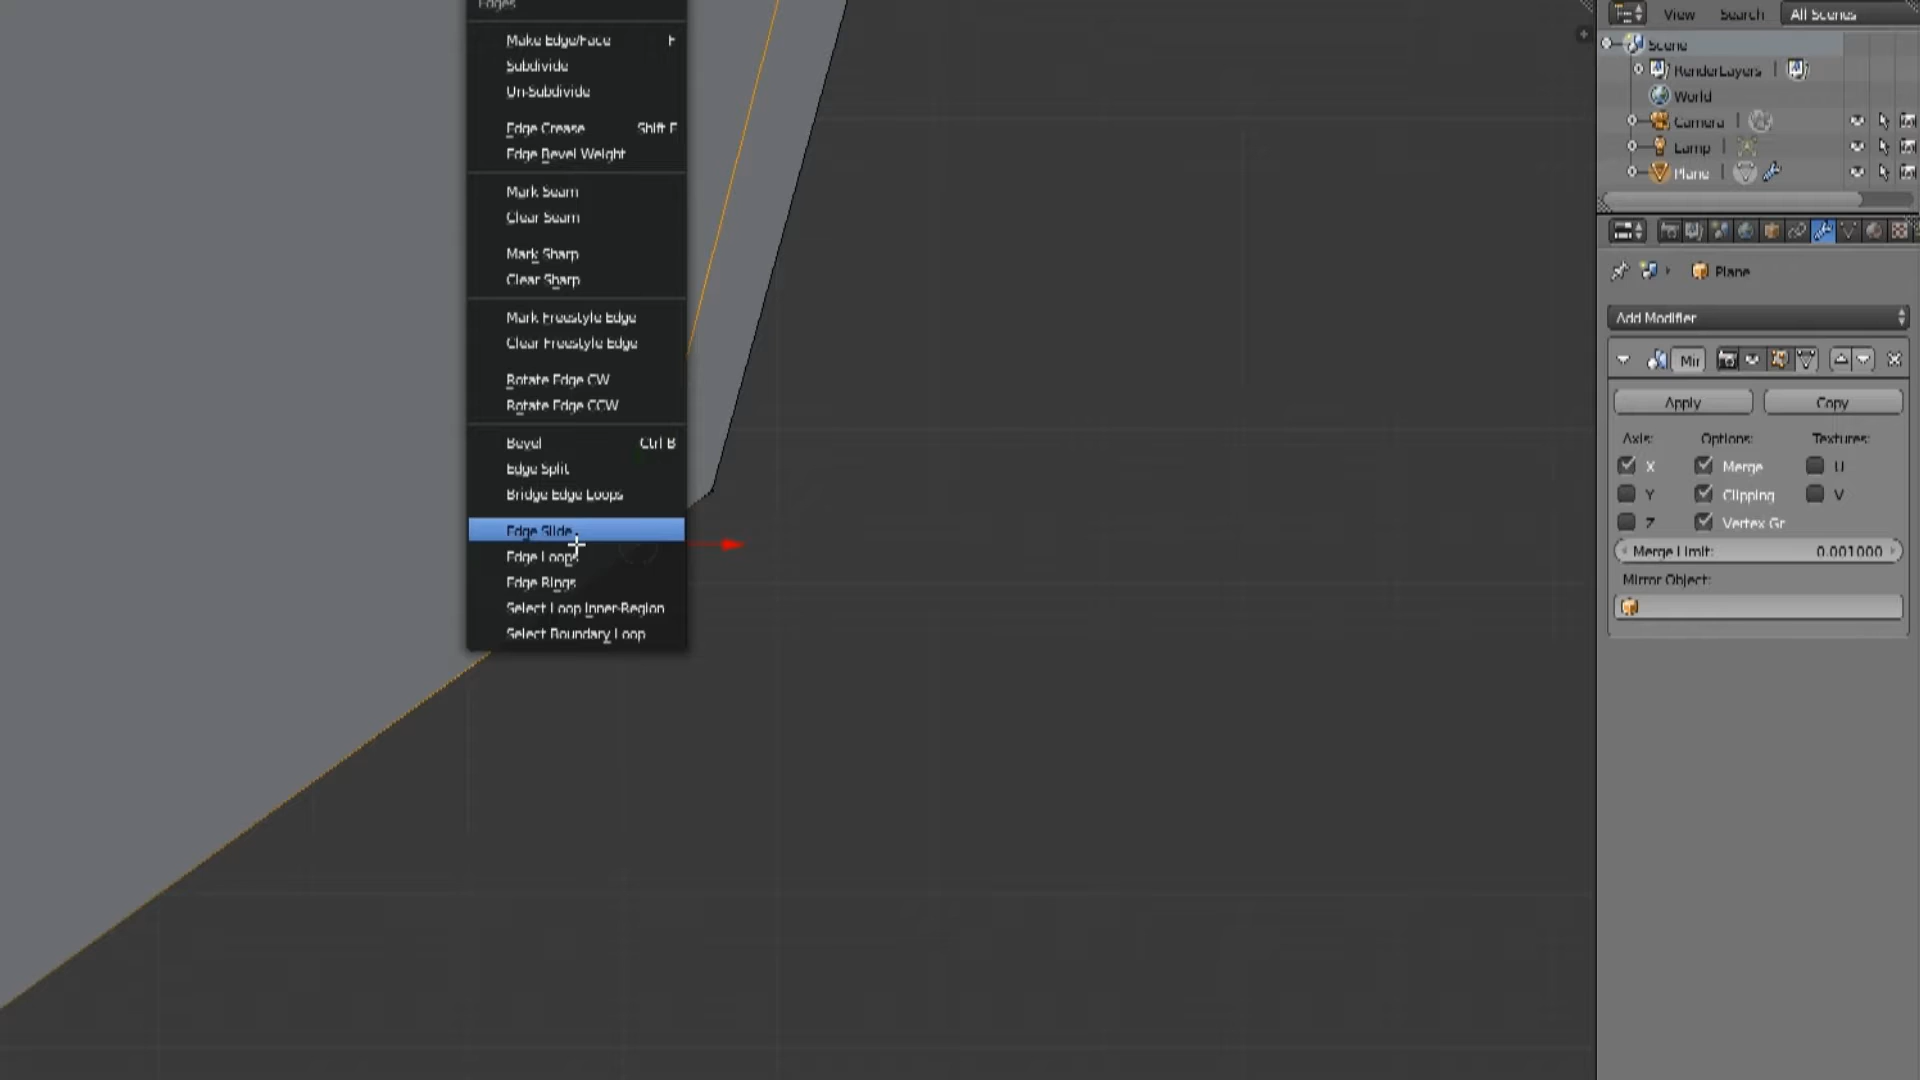 Edges
Make Edge/Face F
Subdivide
Un-Subdivide
Edge Crease Shift E
Edge Bevel Weight
Mark Seam
Clear Seam
Mark Sharp
Clear Sharp
Mark Freestyle Edge
Clear Freestyle Edge
Rotate Edge CW
Rotate Edge CCW
Bevel Ctrl B
Edge Split
Bridge Edge Loops
Edge Slide
Edge Loops
Edge Rings
Select Loop Inner-Region
Select Boundary Loop
View Search All Scenes
Scene
RenderLayers
World
Camera
Lamp
Plane
Plane
Add Modifier
Mir
Apply Copy
Axis: Options: Textures:
X Merge U
Y Clipping V
Z Vertex Gr
Merge Limit: 0.001000
Mirror Object: